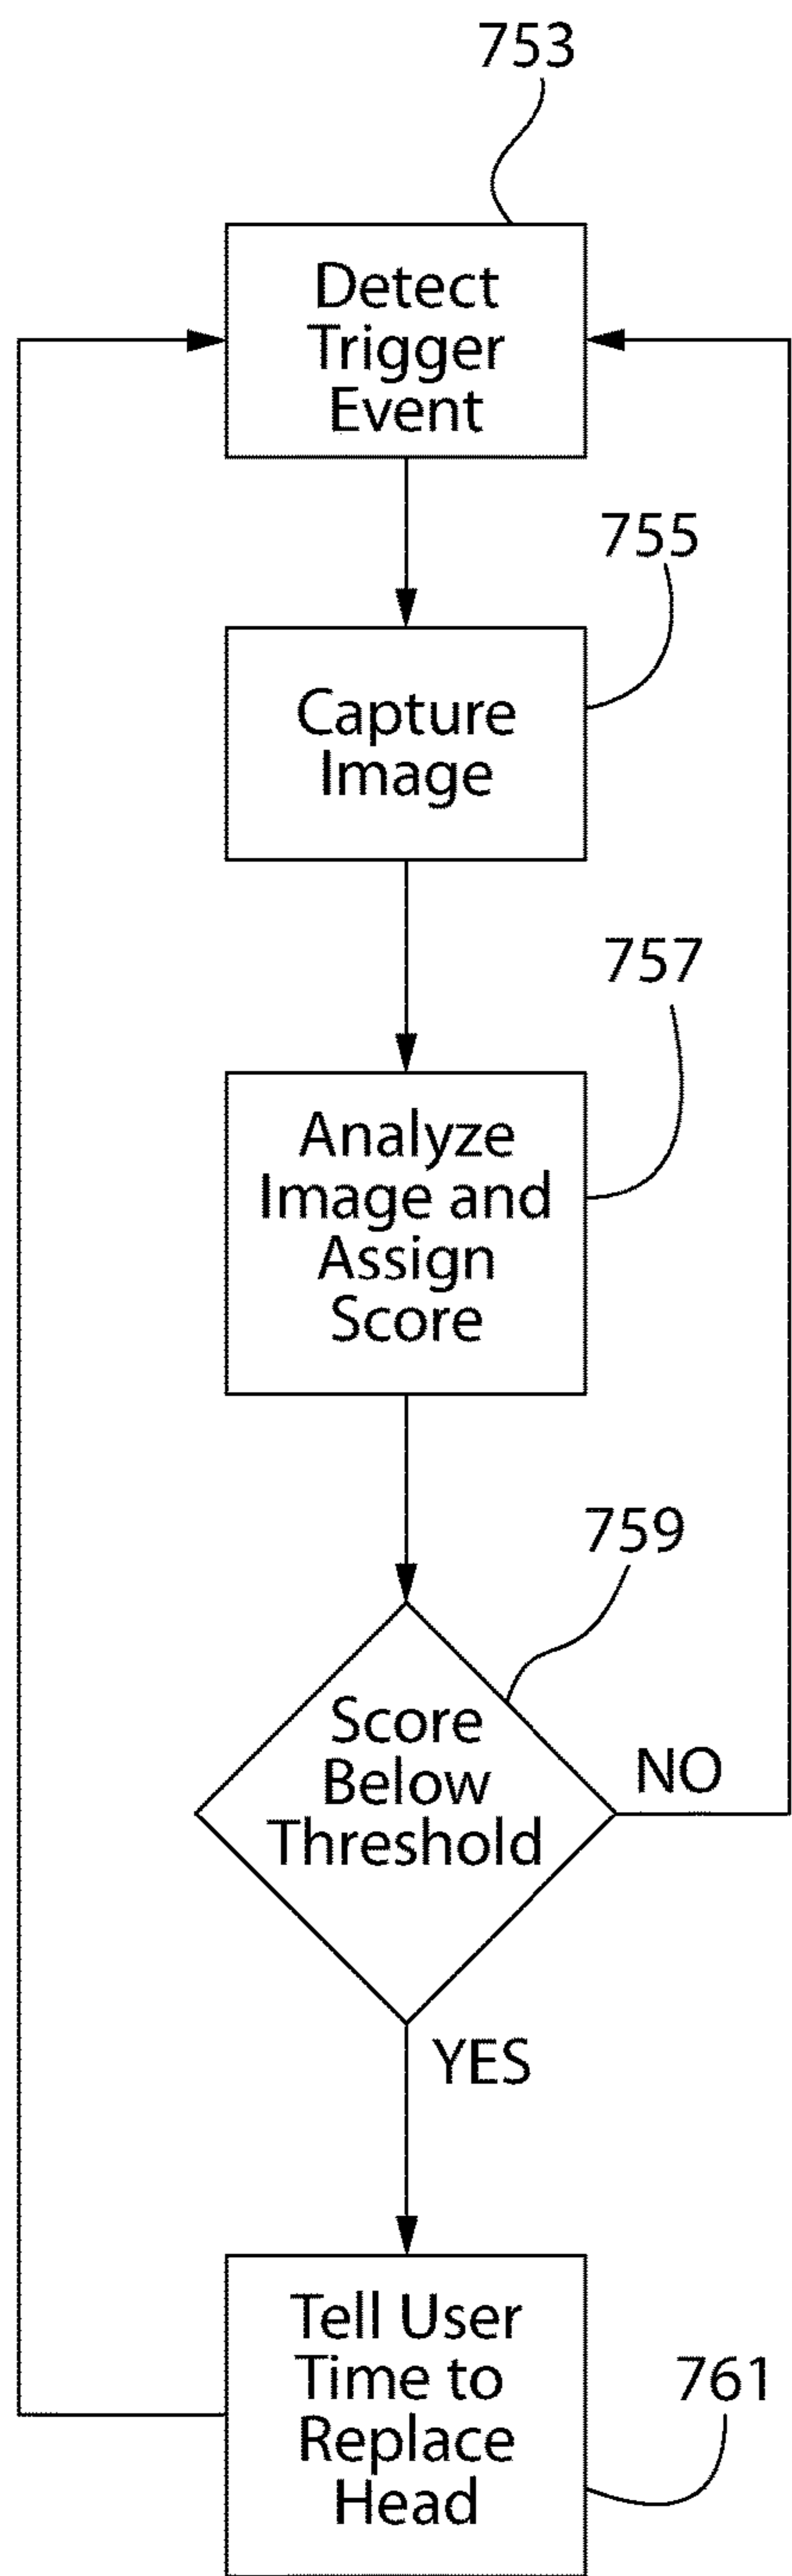 753
Detect
Trigger
Event
755
Capture
Image
757
Analyze
Image and
Assign
Score
759
Score
Below
Threshold
NO
YES
Tell User
Time to
Replace
Head
761